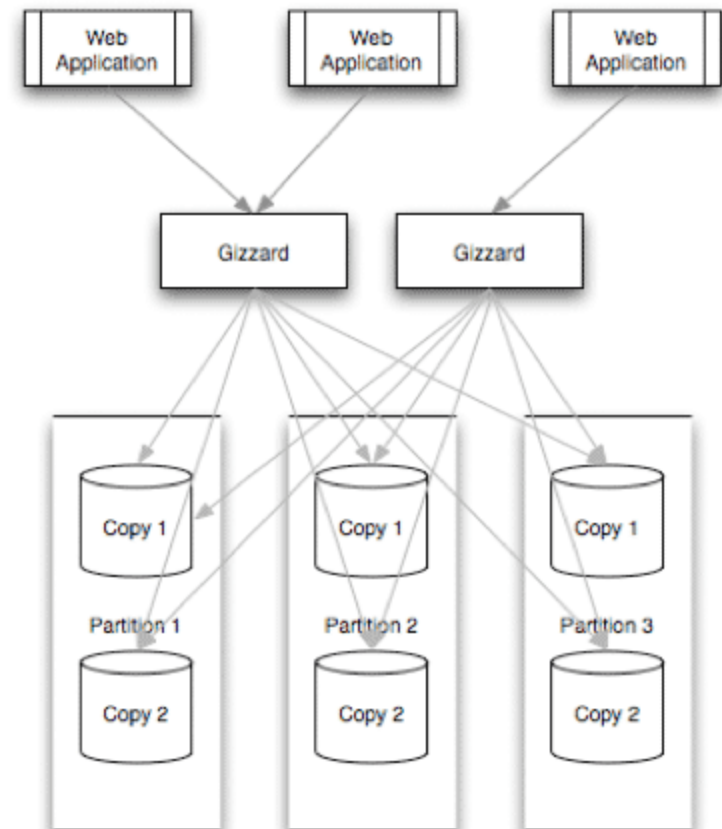 Web
Application
Web
Application
Web
Application
Gizzard
Gizzard
Copy 1
Copy 1
Copy 1
Partition 1
Partition 2
Partition 3
Copy 2
Copy 2
Copy 2